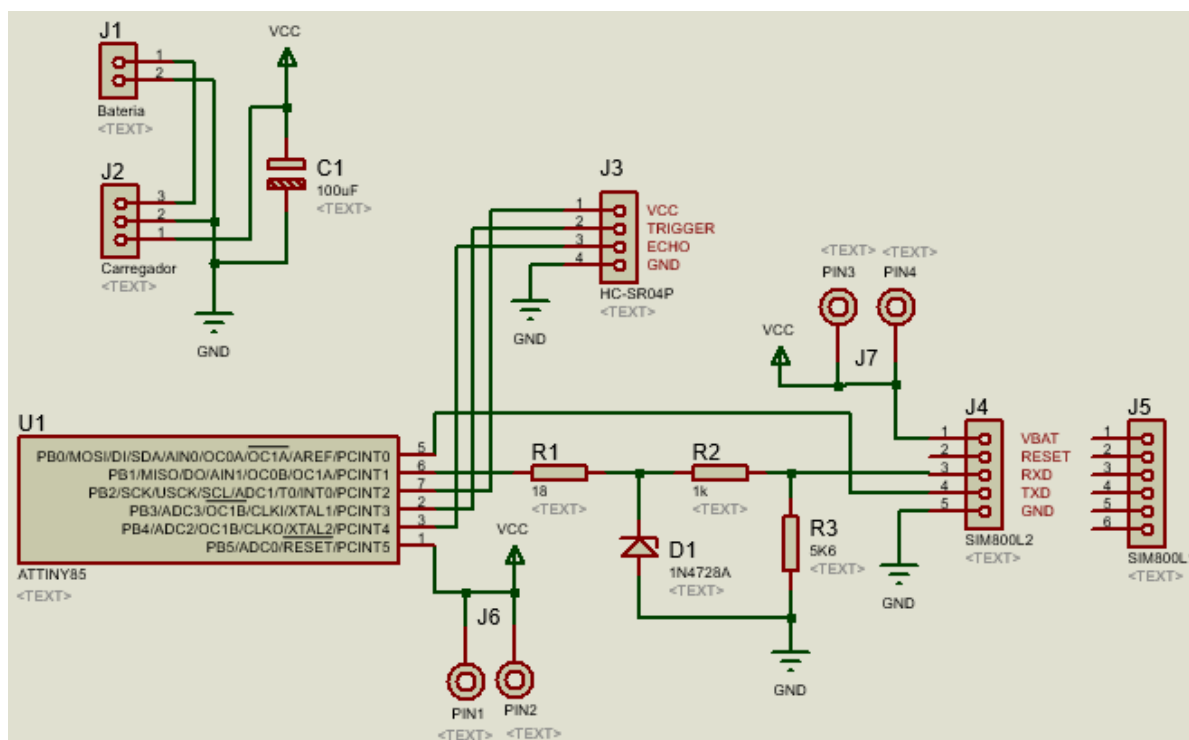 J1
1
2
Bateria
<TEXT>
J2
3
2
1
Carregador
<TEXT>
VCC
C1
100uF
<TEXT>
GND
J3
1
2
3
4
VCC
TRIGGER
ECHO
GND
HC-SR04P
<TEXT>
GND
<TEXT>
PIN3
<TEXT>
PIN4
VCC
J7
U1
PB0/MOSI/DI/SDA/AIN0/OC0A/OC1A/AREF/PCINT0
5
PB1/MISO/DO/AIN1/OC0B/OC1A/PCINT1
6
PB2/SCK/USCK/SCL/ADC1/T0/INT0/PCINT2
7
PB3/ADC3/OC1B/CLKI/XTAL1/PCINT3
2
PB4/ADC2/OC1B/CLKO/XTAL2/PCINT4
3
PB5/ADC0/RESET/PCINT5
1
ATTINY85
<TEXT>
VCC
J6
PIN1
<TEXT>
PIN2
<TEXT>
R1
18
<TEXT>
R2
1k
<TEXT>
D1
1N4728A
<TEXT>
R3
5K6
<TEXT>
GND
J4
1
2
3
4
5
VBAT
RESET
RXD
TXD
GND
SIM800L2
<TEXT>
GND
J5
1
2
3
4
5
6
<TEXT>